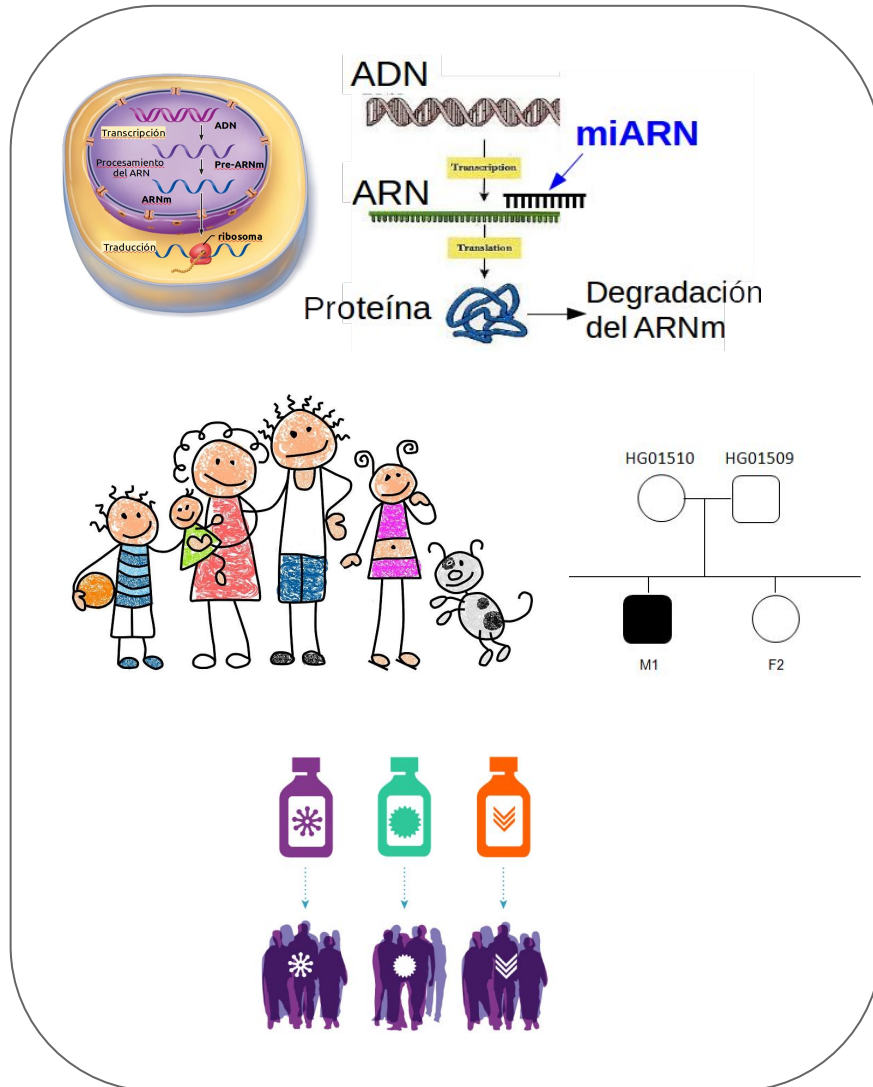 Transcripción
ADN
Procesamiento
del ARN
Pre-ARNm
ARNm
ribosoma
Traducción
ADN
miARN
Transcription
ARN
Translation
Proteína
Degradación
del ARNm
HG01510
HG01509
M1
F2